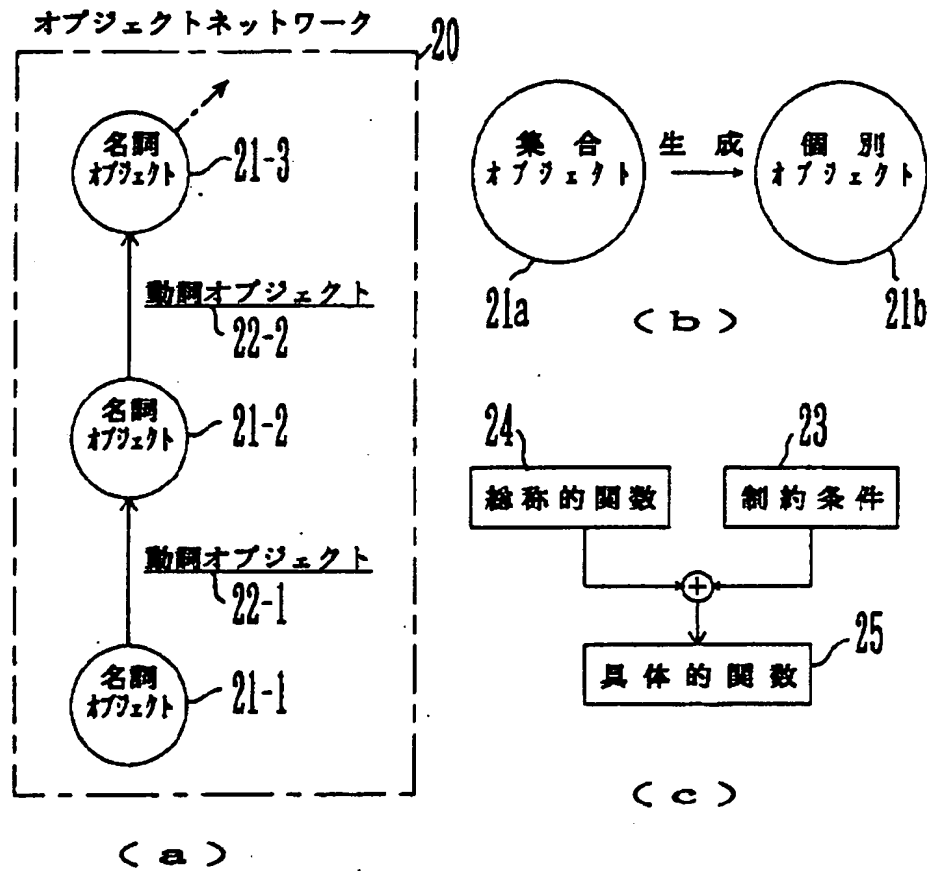 オブジェクトネットワーク
20
名詞
オブジェクト
21-3
動詞オブジェクト
22-2
名詞
オブジェクト
21-2
動詞オブジェクト
22-1
名詞
オブジェクト
21-1
(a)
集合
オブジェクト
生成
個別
オブジェクト
21a
21b
(b)
24
23
総称的関数
制約条件
+
25
具体的関数
(c)